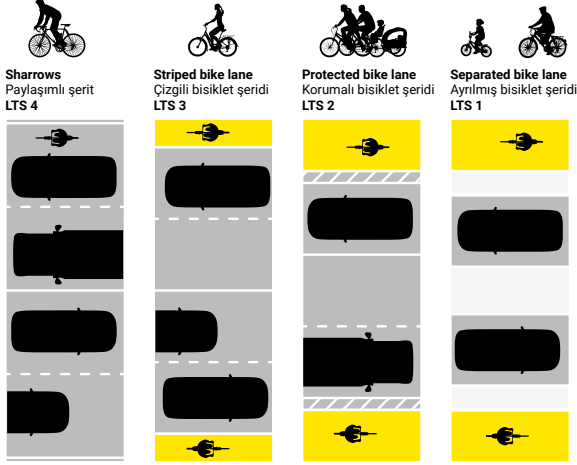 Sharrows
Paylaşımlı şerit
LTS 4
Striped bike lane
Çizgili bisiklet şeridi
LTS 3
Protected bike lane
Korumalı bisiklet şeridi
LTS 2
Separated bike lane
Ayrılmış bisiklet şeridi
LTS 1